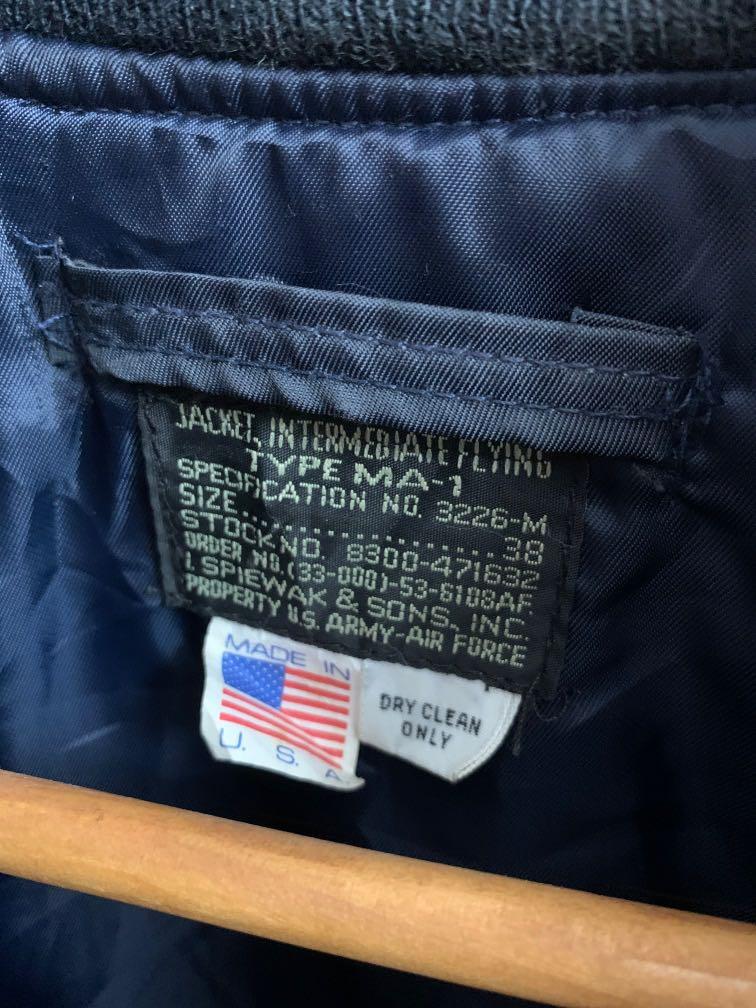 JACKET, INTERMEDIATE FLYING
TYPE MA-1
SPECIFICATION NO. 3226-M
SIZE..................38
STOCK NO. 8300-471632
ORDER NO.(33-000)-53-6108AF.
I. SPIEWAK & SONS, INC.
PROPERTY U.S. ARMY-AIR FORCE
MADE IN
U. S. A.
DRY CLEAN
ONLY